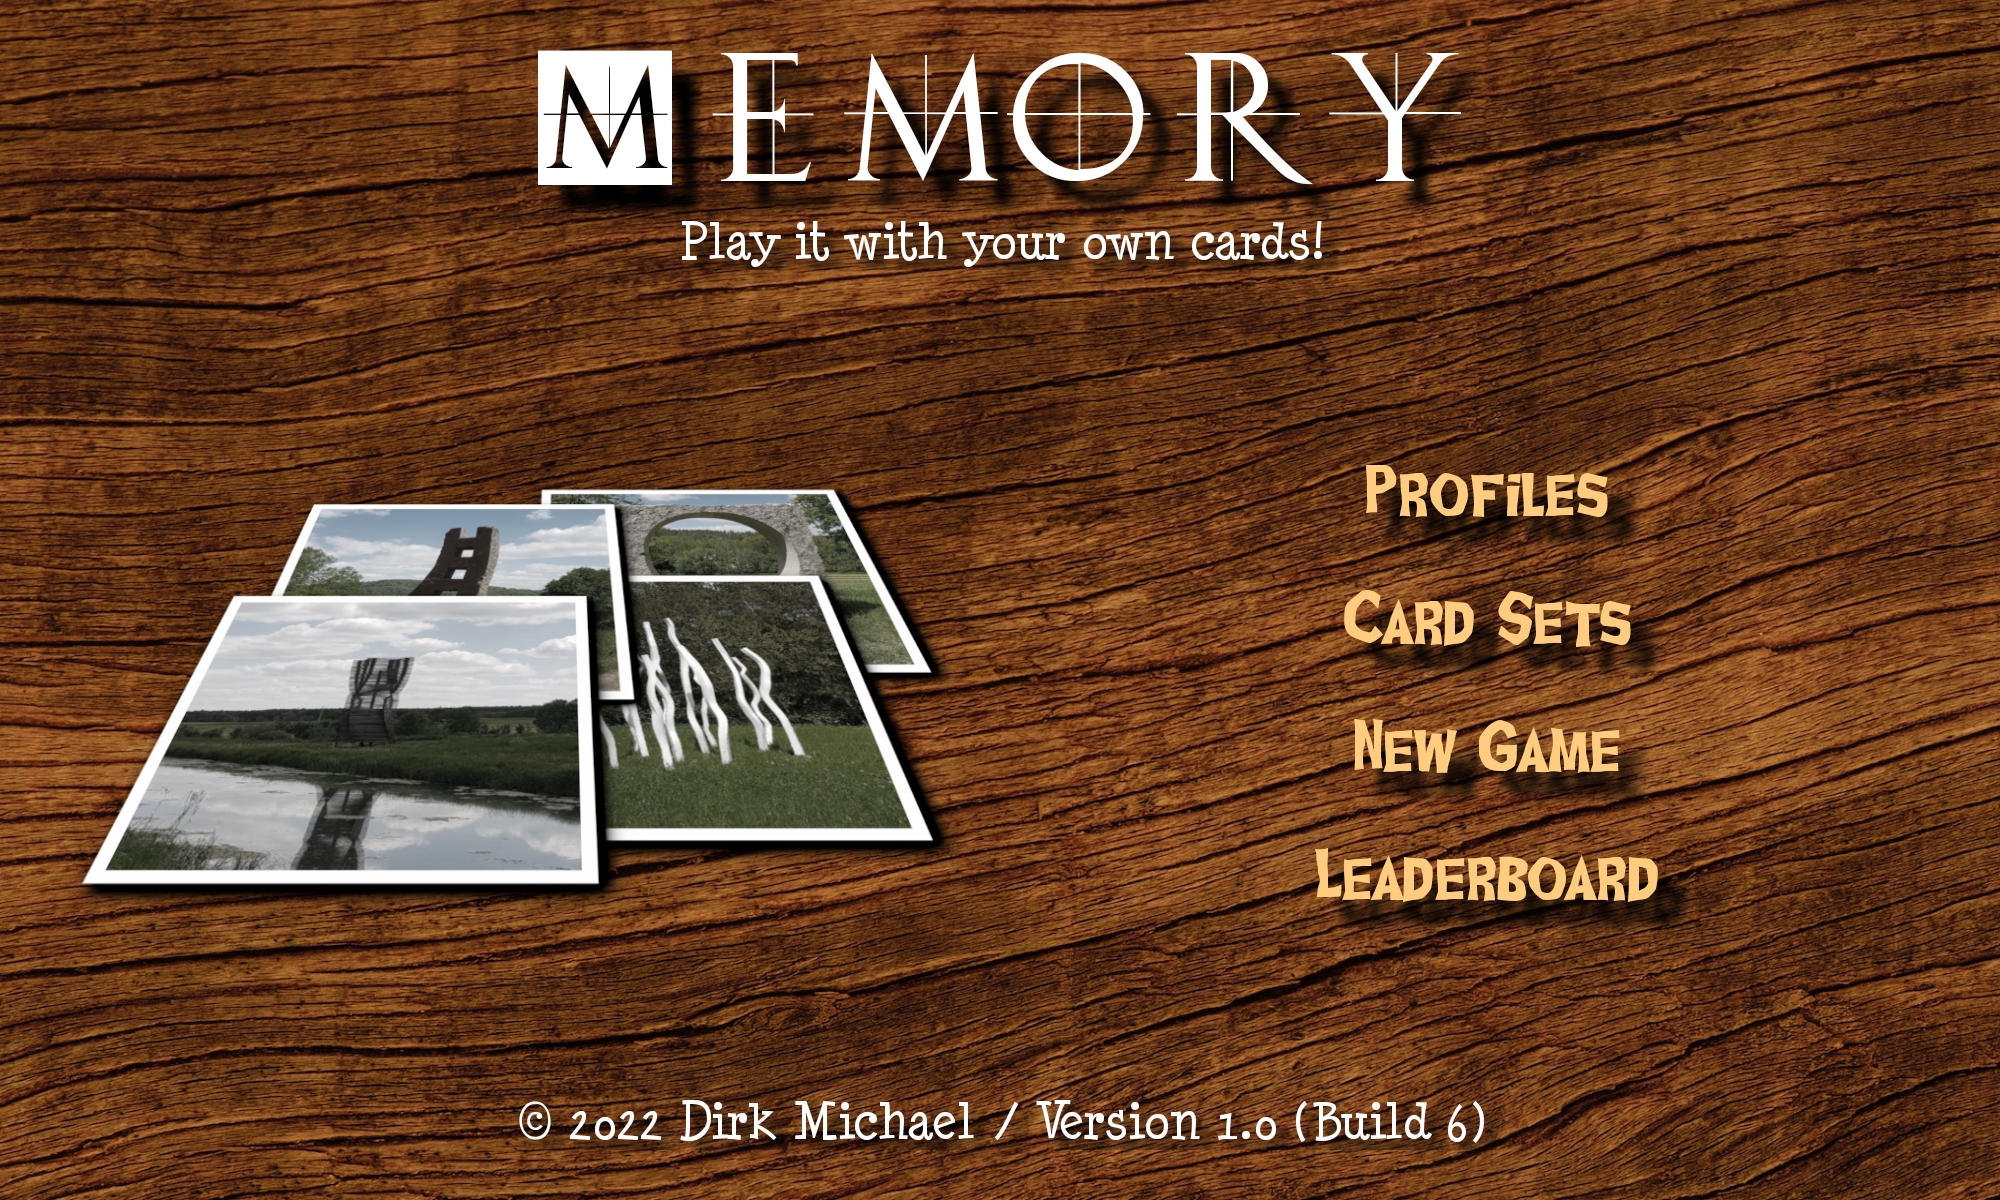 MEMORY
Play it with your own cards!
Profiles
Card Sets
New Game
Leaderboard
© 2022 Dirk Michael / Version 1.0 (Build 6)